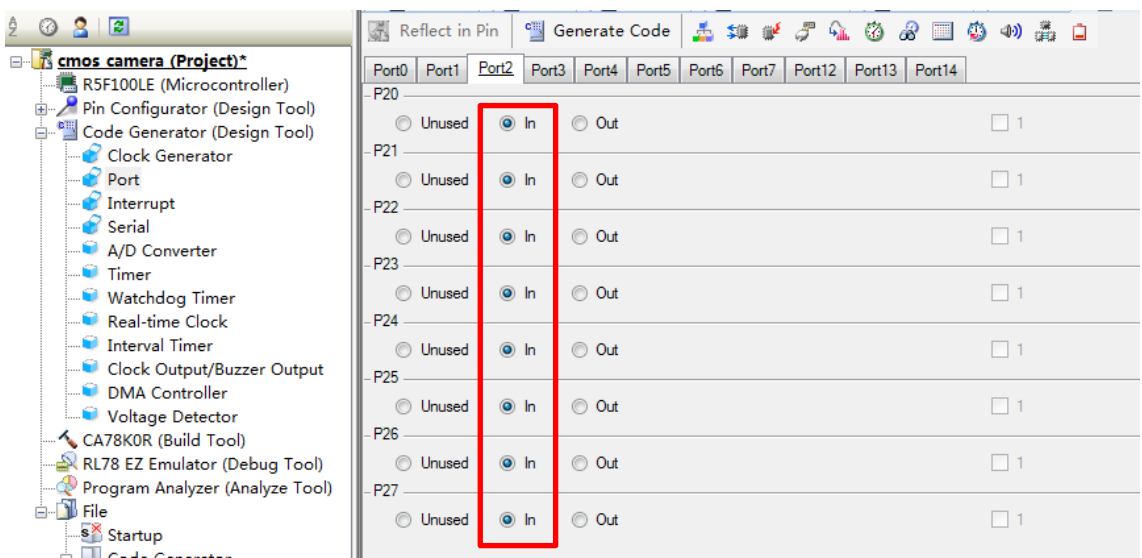 Reflect in Pin Generate Code
cmos camera (Project)*
R5F100LE (Microcontroller)
Pin Configurator (Design Tool)
Code Generator (Design Tool)
Clock Generator
Port
Interrupt
Serial
A/D Converter
Timer
Watchdog Timer
Real-time Clock
Interval Timer
Clock Output/Buzzer Output
DMA Controller
Voltage Detector
CA78K0R (Build Tool)
RL78 EZ Emulator (Debug Tool)
Program Analyzer (Analyze Tool)
File
Startup
Code Generator
Port0 Port1 Port2 Port3 Port4 Port5 Port6 Port7 Port12 Port13 Port14
P20
Unused In Out 1
P21
Unused In Out 1
P22
Unused In Out 1
P23
Unused In Out 1
P24
Unused In Out 1
P25
Unused In Out 1
P26
Unused In Out 1
P27
Unused In Out 1